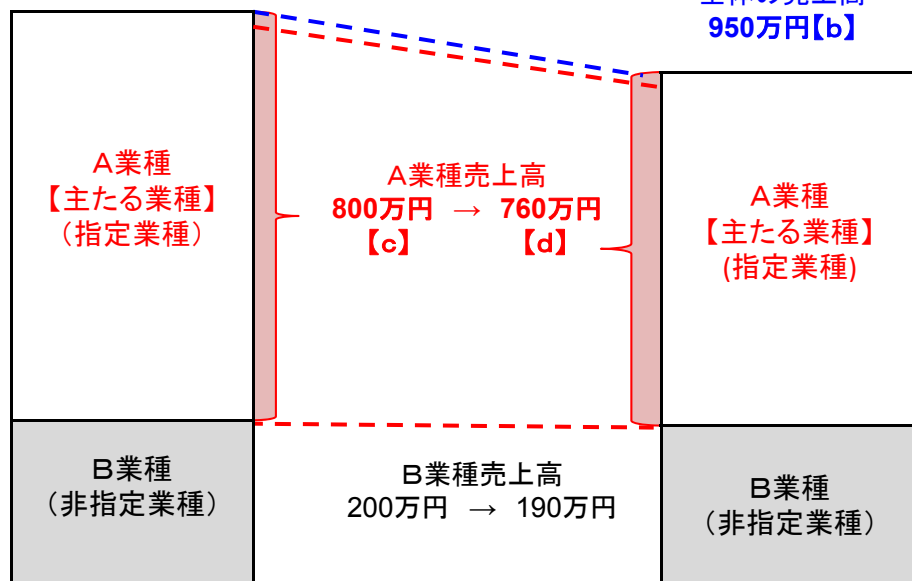 950万円【b】
A業種
【主たる業種】
（指定業種）
A業種売上高
800万円 → 760万円
【c】 【d】
A業種
【主たる業種】
(指定業種)
B業種
（非指定業種）
B業種売上高
200万円 → 190万円
B業種
（非指定業種）